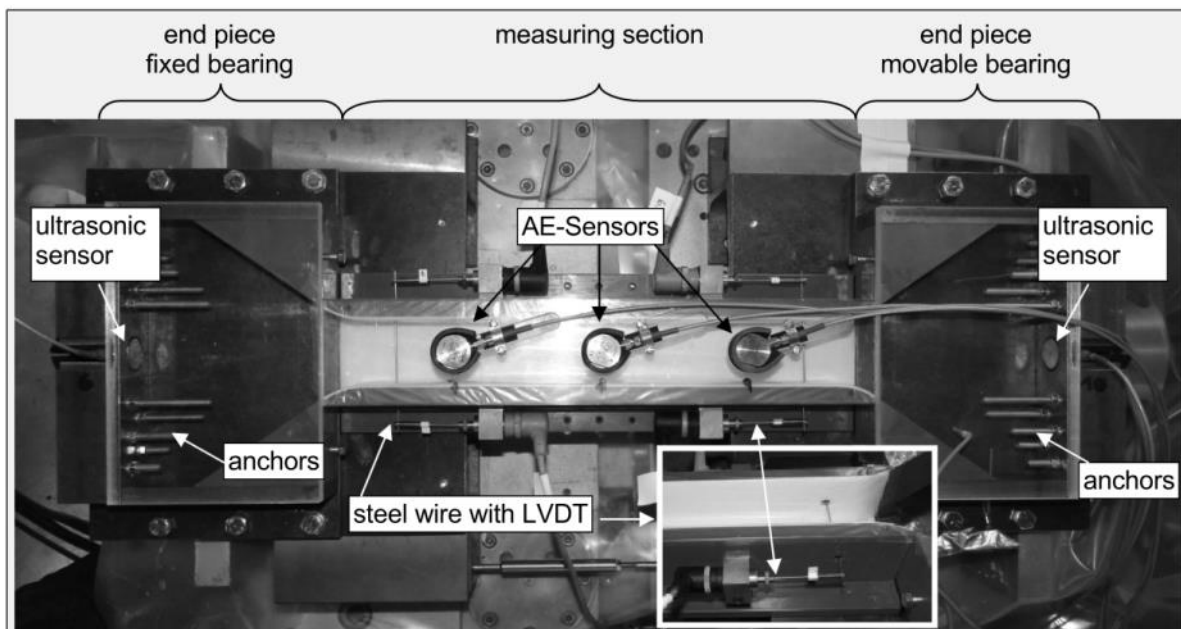 end piece
fixed bearing
measuring section
end piece
movable bearing
ultrasonic
sensor
AE-Sensors
ultrasonic
sensor
anchors
anchors
steel wire with LVDT